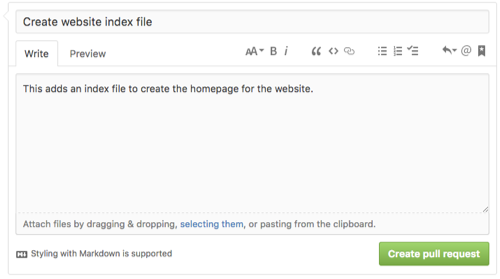 Create website index file
Write Preview AA B i
This adds an index file to create the homepage for the website.
Attach files by dragging & dropping, selecting them, or pasting from the clipboard.
Styling with Markdown is supported Create pull request